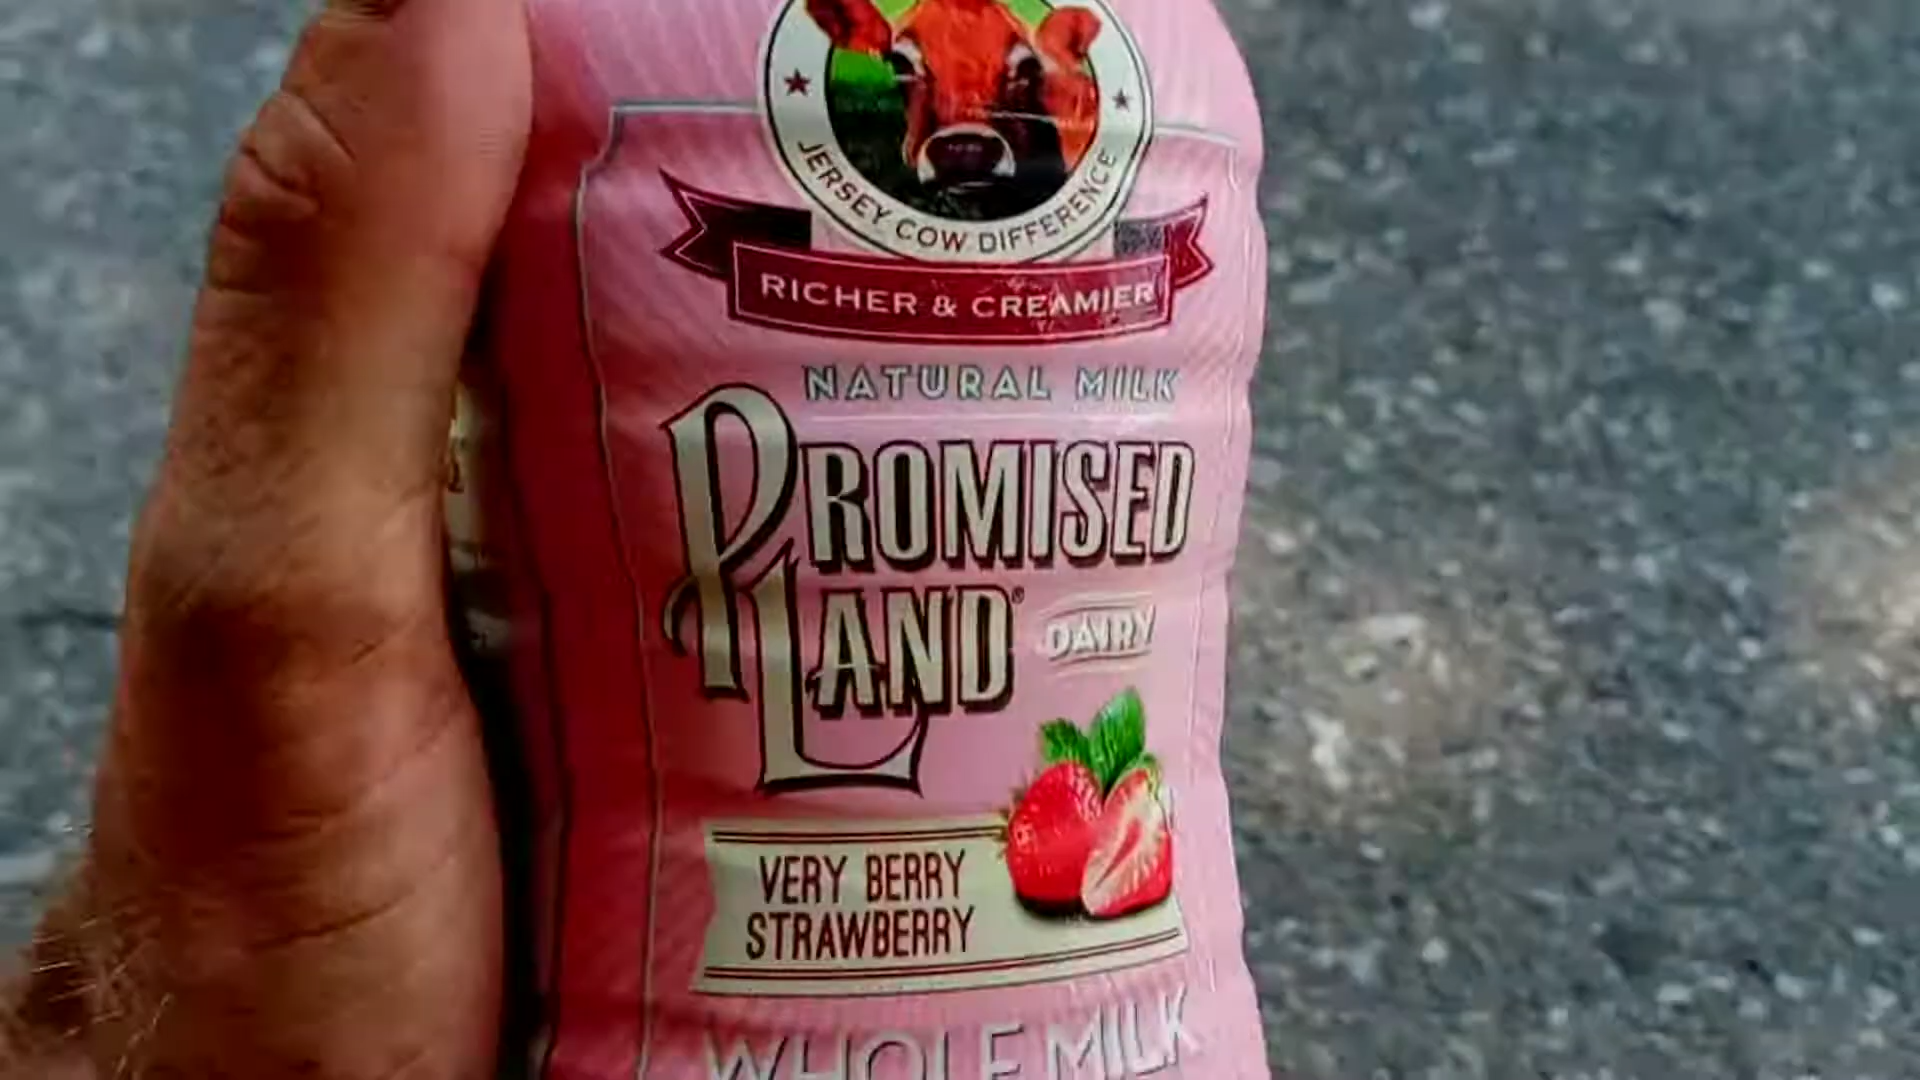 JERSEY COW DIFFERENCE
RICHER & CREAMIER
NATURAL MILK
PROMISED
LAND®
DAIRY
VERY BERRY
STRAWBERRY
WHOLE MILK